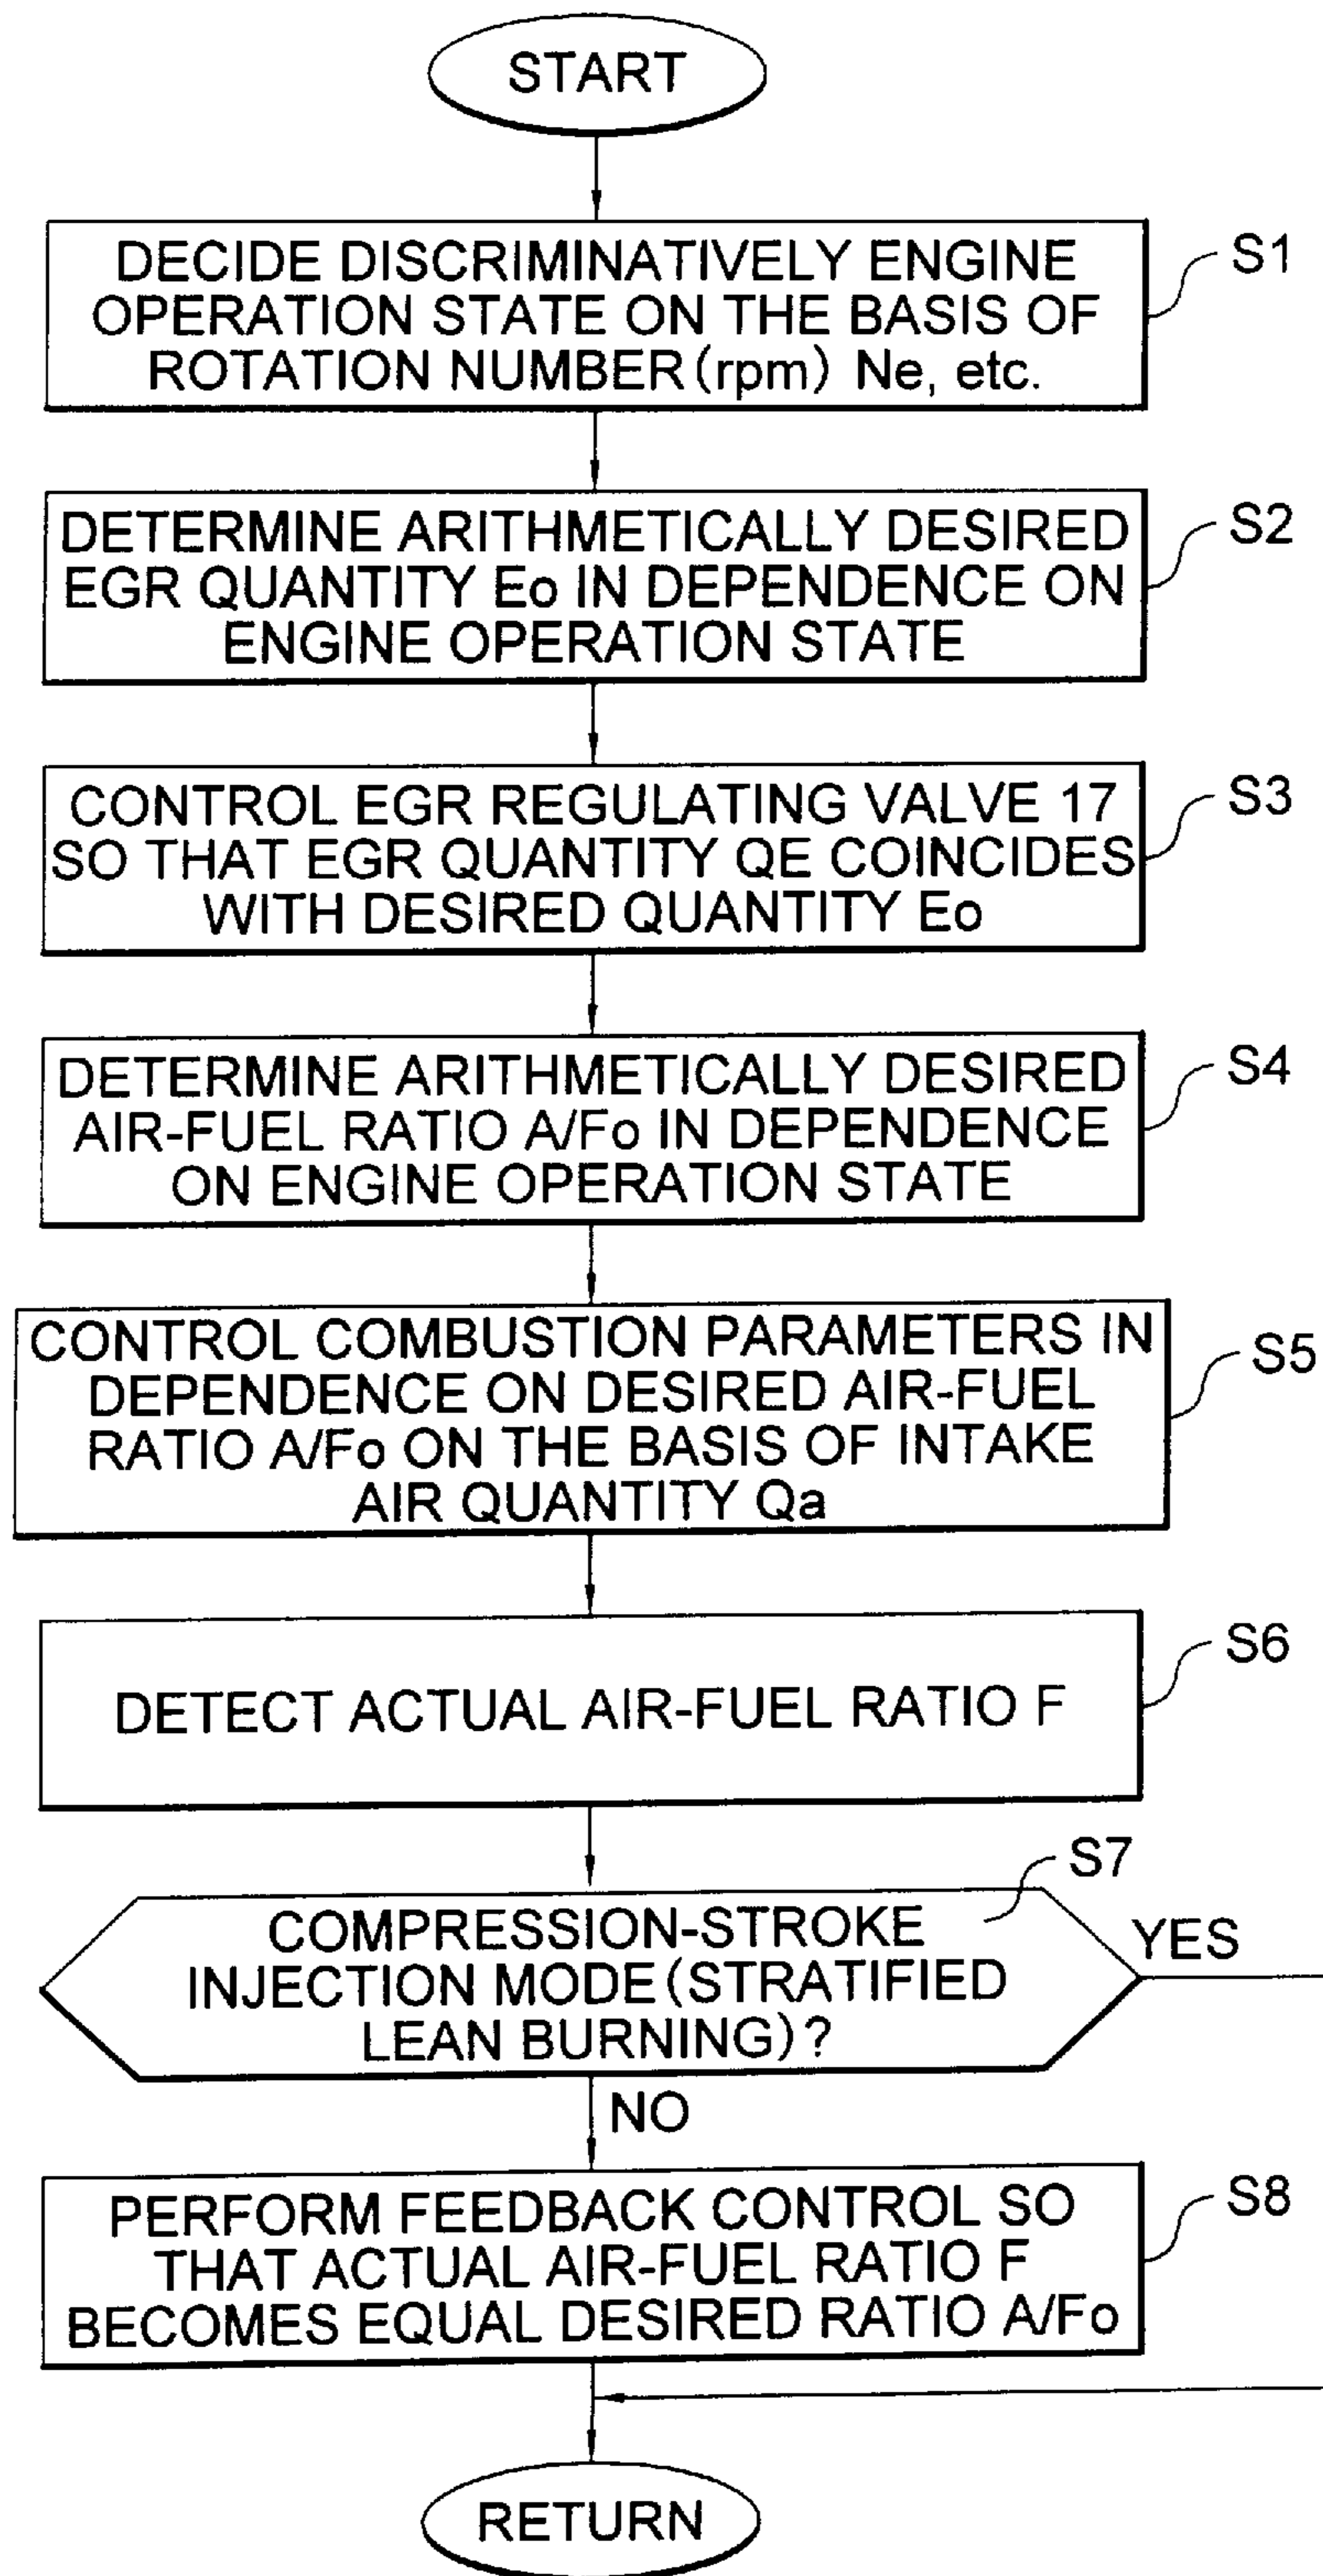 START
DECIDE DISCRIMINATIVELY ENGINE
OPERATION STATE ON THE BASIS OF
ROTATION NUMBER(rpm) Ne, etc.
S1
DETERMINE ARITHMETICALLY DESIRED
EGR QUANTITY Eo IN DEPENDENCE ON
ENGINE OPERATION STATE
S2
CONTROL EGR REGULATING VALVE 17
SO THAT EGR QUANTITY QE COINCIDES
WITH DESIRED QUANTITY Eo
S3
DETERMINE ARITHMETICALLY DESIRED
AIR-FUEL RATIO A/Fo IN DEPENDENCE
ON ENGINE OPERATION STATE
S4
CONTROL COMBUSTION PARAMETERS IN
DEPENDENCE ON DESIRED AIR-FUEL
RATIO A/Fo ON THE BASIS OF INTAKE
AIR QUANTITY Qa
S5
DETECT ACTUAL AIR-FUEL RATIO F
S6
COMPRESSION-STROKE
INJECTION MODE(STRATIFIED
LEAN BURNING)?
S7
YES
NO
PERFORM FEEDBACK CONTROL SO
THAT ACTUAL AIR-FUEL RATIO F
BECOMES EQUAL DESIRED RATIO A/Fo
S8
RETURN